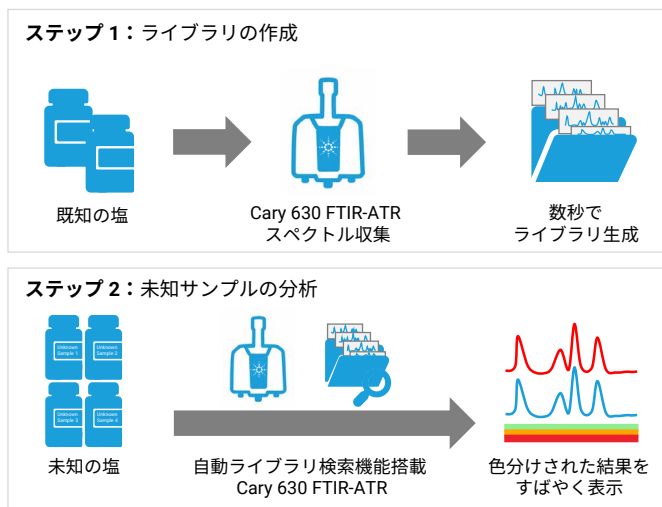 ステップ 1：ライブラリの作成
既知の塩
Cary 630 FTIR-ATR
スペクトル収集
数秒で
ライブラリ生成
ステップ 2：未知サンプルの分析
Unknown
Sample 1
Unknown
Sample 2
Unknown
Sample 3
Unknown
Sample 4
未知の塩
自動ライブラリ検索機能搭載
Cary 630 FTIR-ATR
色分けされた結果を
すばやく表示